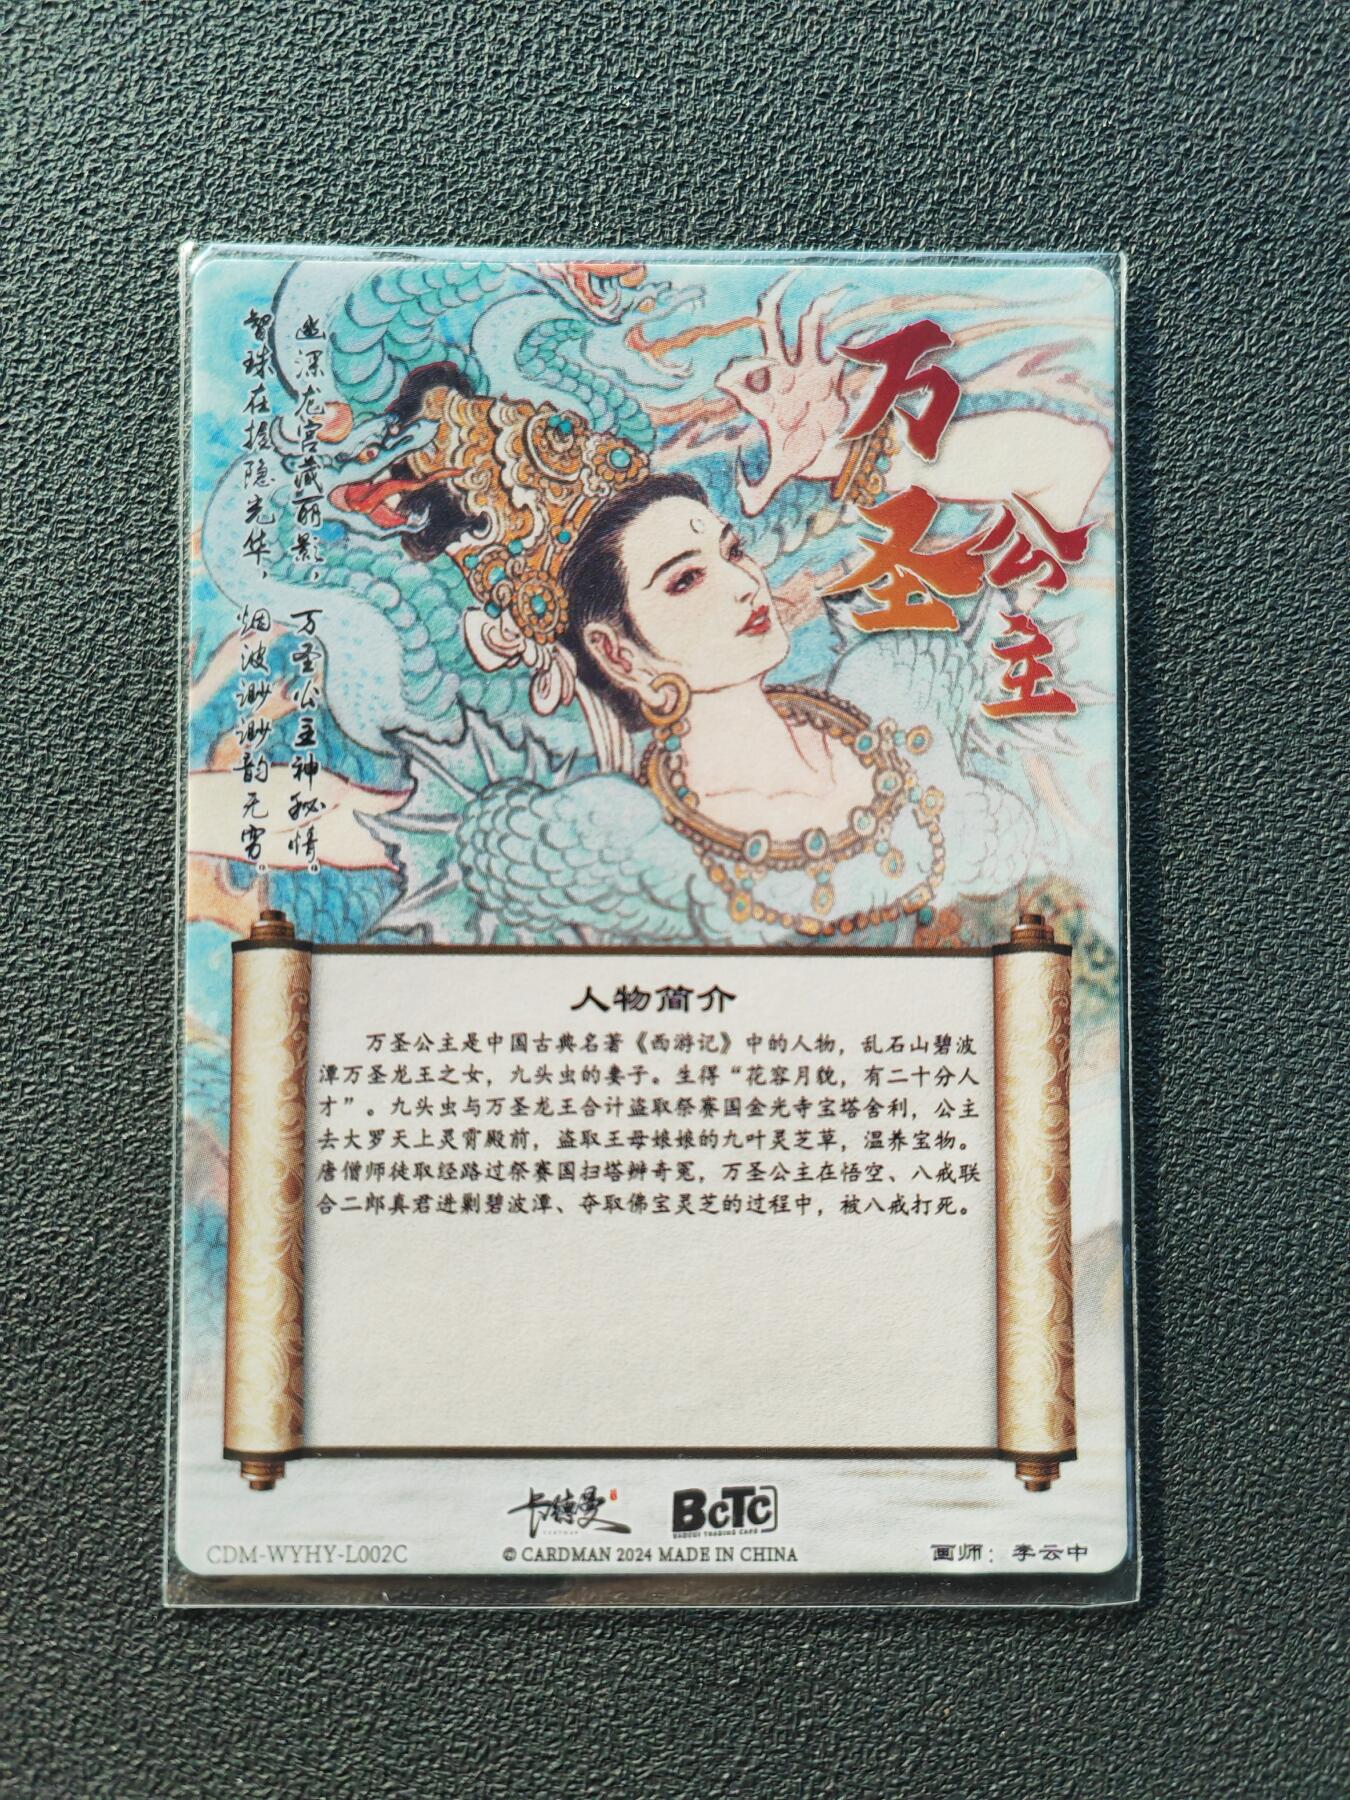 万圣
公主
幽深龙宫藏丽影，万圣公主神秘情。
智珠在握隐光华，烟波渺渺韵无穷。
人物简介
万圣公主是中国古典名著《西游记》中的人物，乱石山碧波
潭万圣龙王之女，九头虫的妻子。生得“花容月貌，有二十分人
才”。九头虫与万圣龙王合计盗取祭赛国金光寺宝塔舍利，公主
去大罗天上灵霄殿前，盗取王母娘娘的九叶灵芝草，温养宝物。
唐僧师徒取经路过祭赛国扫塔辨奇冤，万圣公主在悟空、八戒联
合二郎真君进剿碧波潭、夺取佛宝灵芝的过程中，被八戒打死。
卡德曼
BCTC
CDM-WYHY-L002C
© CARDMAN 2024 MADE IN CHINA
画师：李云中